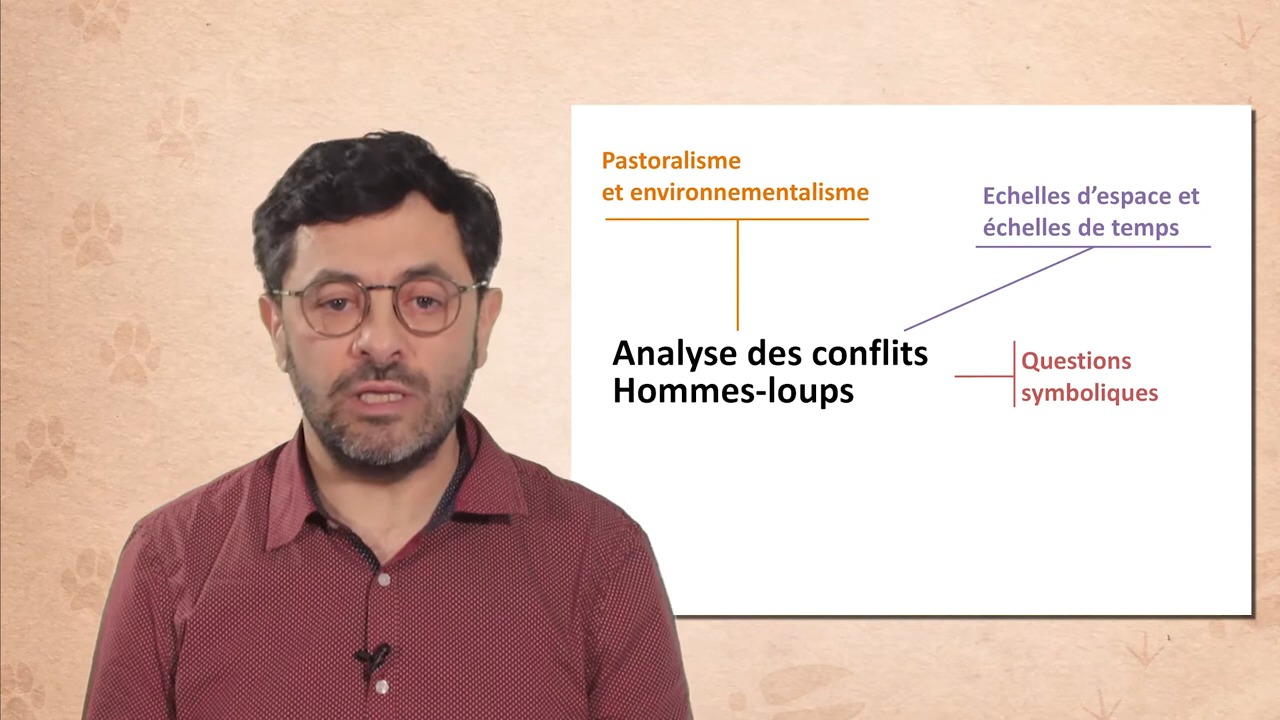 Pastoralisme
et environnementalisme
Echelles d’espace et
échelles de temps
Analyse des conflits
Hommes-loups
Questions
symboliques